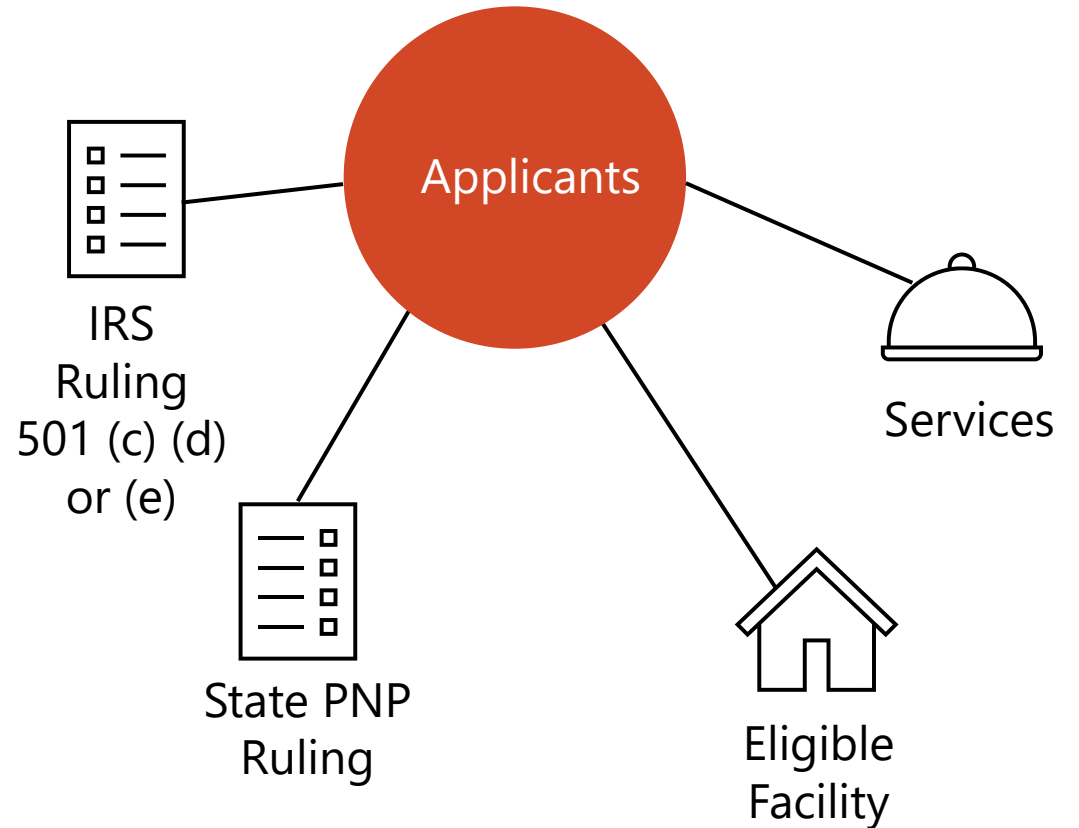 Applicants
IRS
Ruling
501 (c) (d)
or (e)
State PNP
Ruling
Eligible
Facility
Services